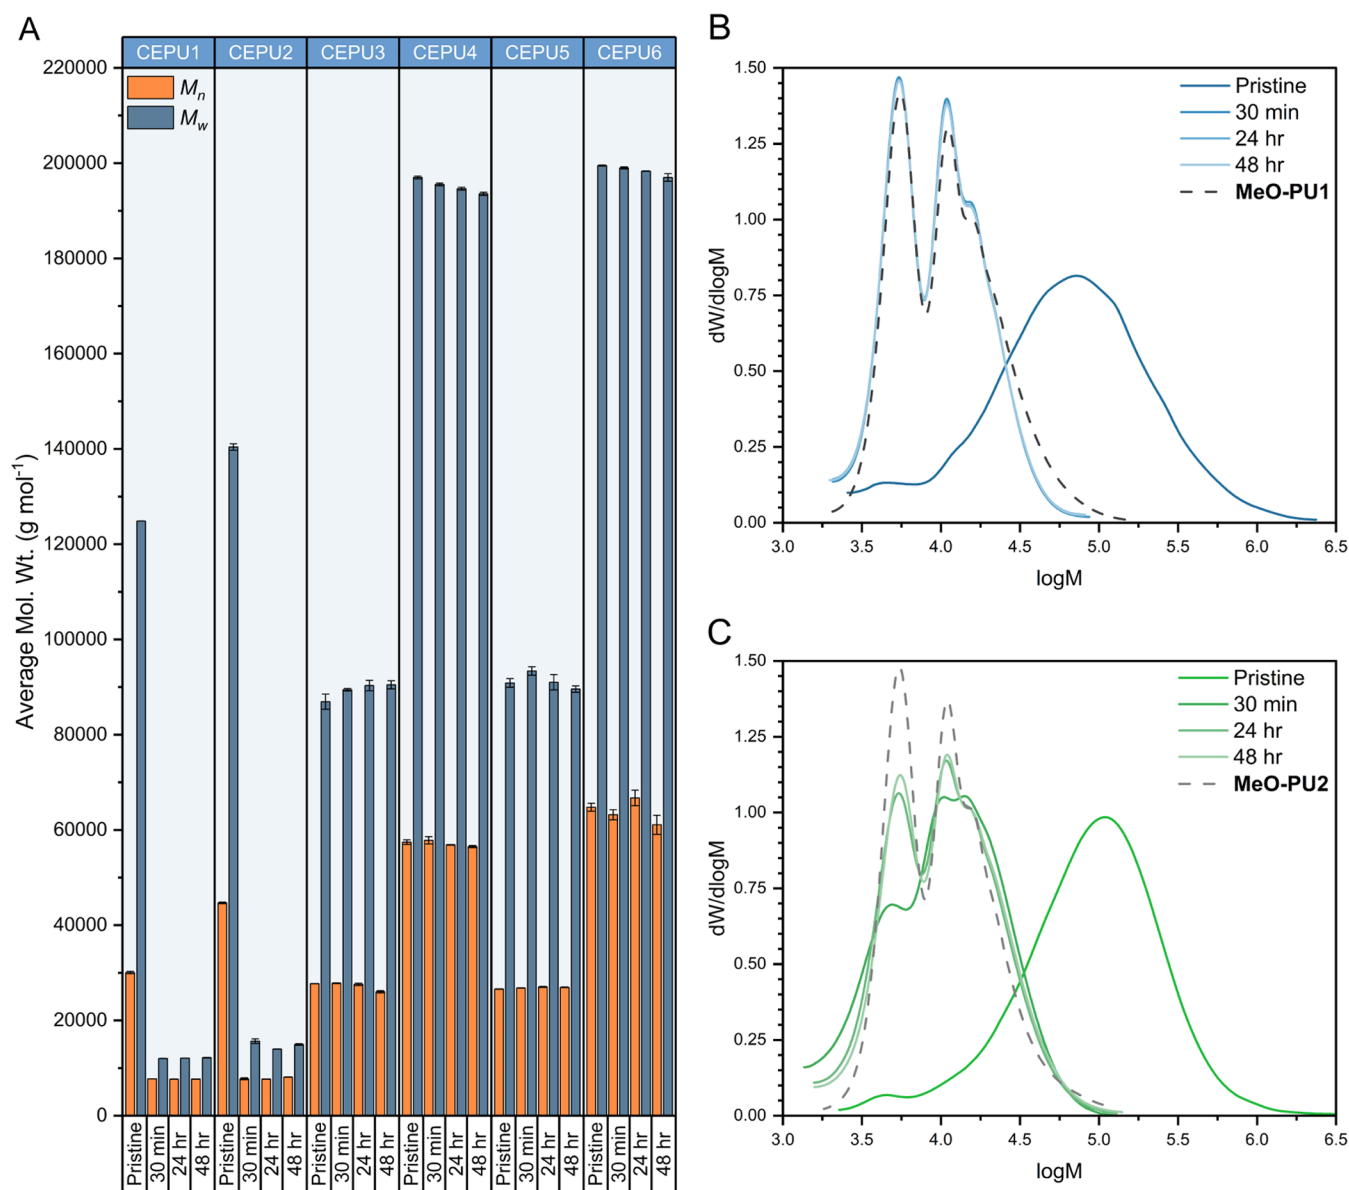 A
CEPU1 CEPU2 CEPU3 CEPU4 CEPU5 CEPU6
Mn
Mw
220000
200000
180000
160000
140000
120000
100000
80000
60000
40000
20000
0
Average Mol. Wt. (g mol⁻¹)
Pristine 30 min 24 hr 48 hr Pristine 30 min 24 hr 48 hr Pristine 30 min 24 hr 48 hr Pristine 30 min 24 hr 48 hr Pristine 30 min 24 hr 48 hr Pristine 30 min 24 hr 48 hr
B
Pristine
30 min
24 hr
48 hr
MeO-PU1
1.50
1.25
1.00
0.75
0.50
0.25
0.00
dW/dlogM
3.0 3.5 4.0 4.5 5.0 5.5 6.0 6.5
logM
C
Pristine
30 min
24 hr
48 hr
MeO-PU2
1.50
1.25
1.00
0.75
0.50
0.25
0.00
dW/dlogM
3.0 3.5 4.0 4.5 5.0 5.5 6.0 6.5
logM